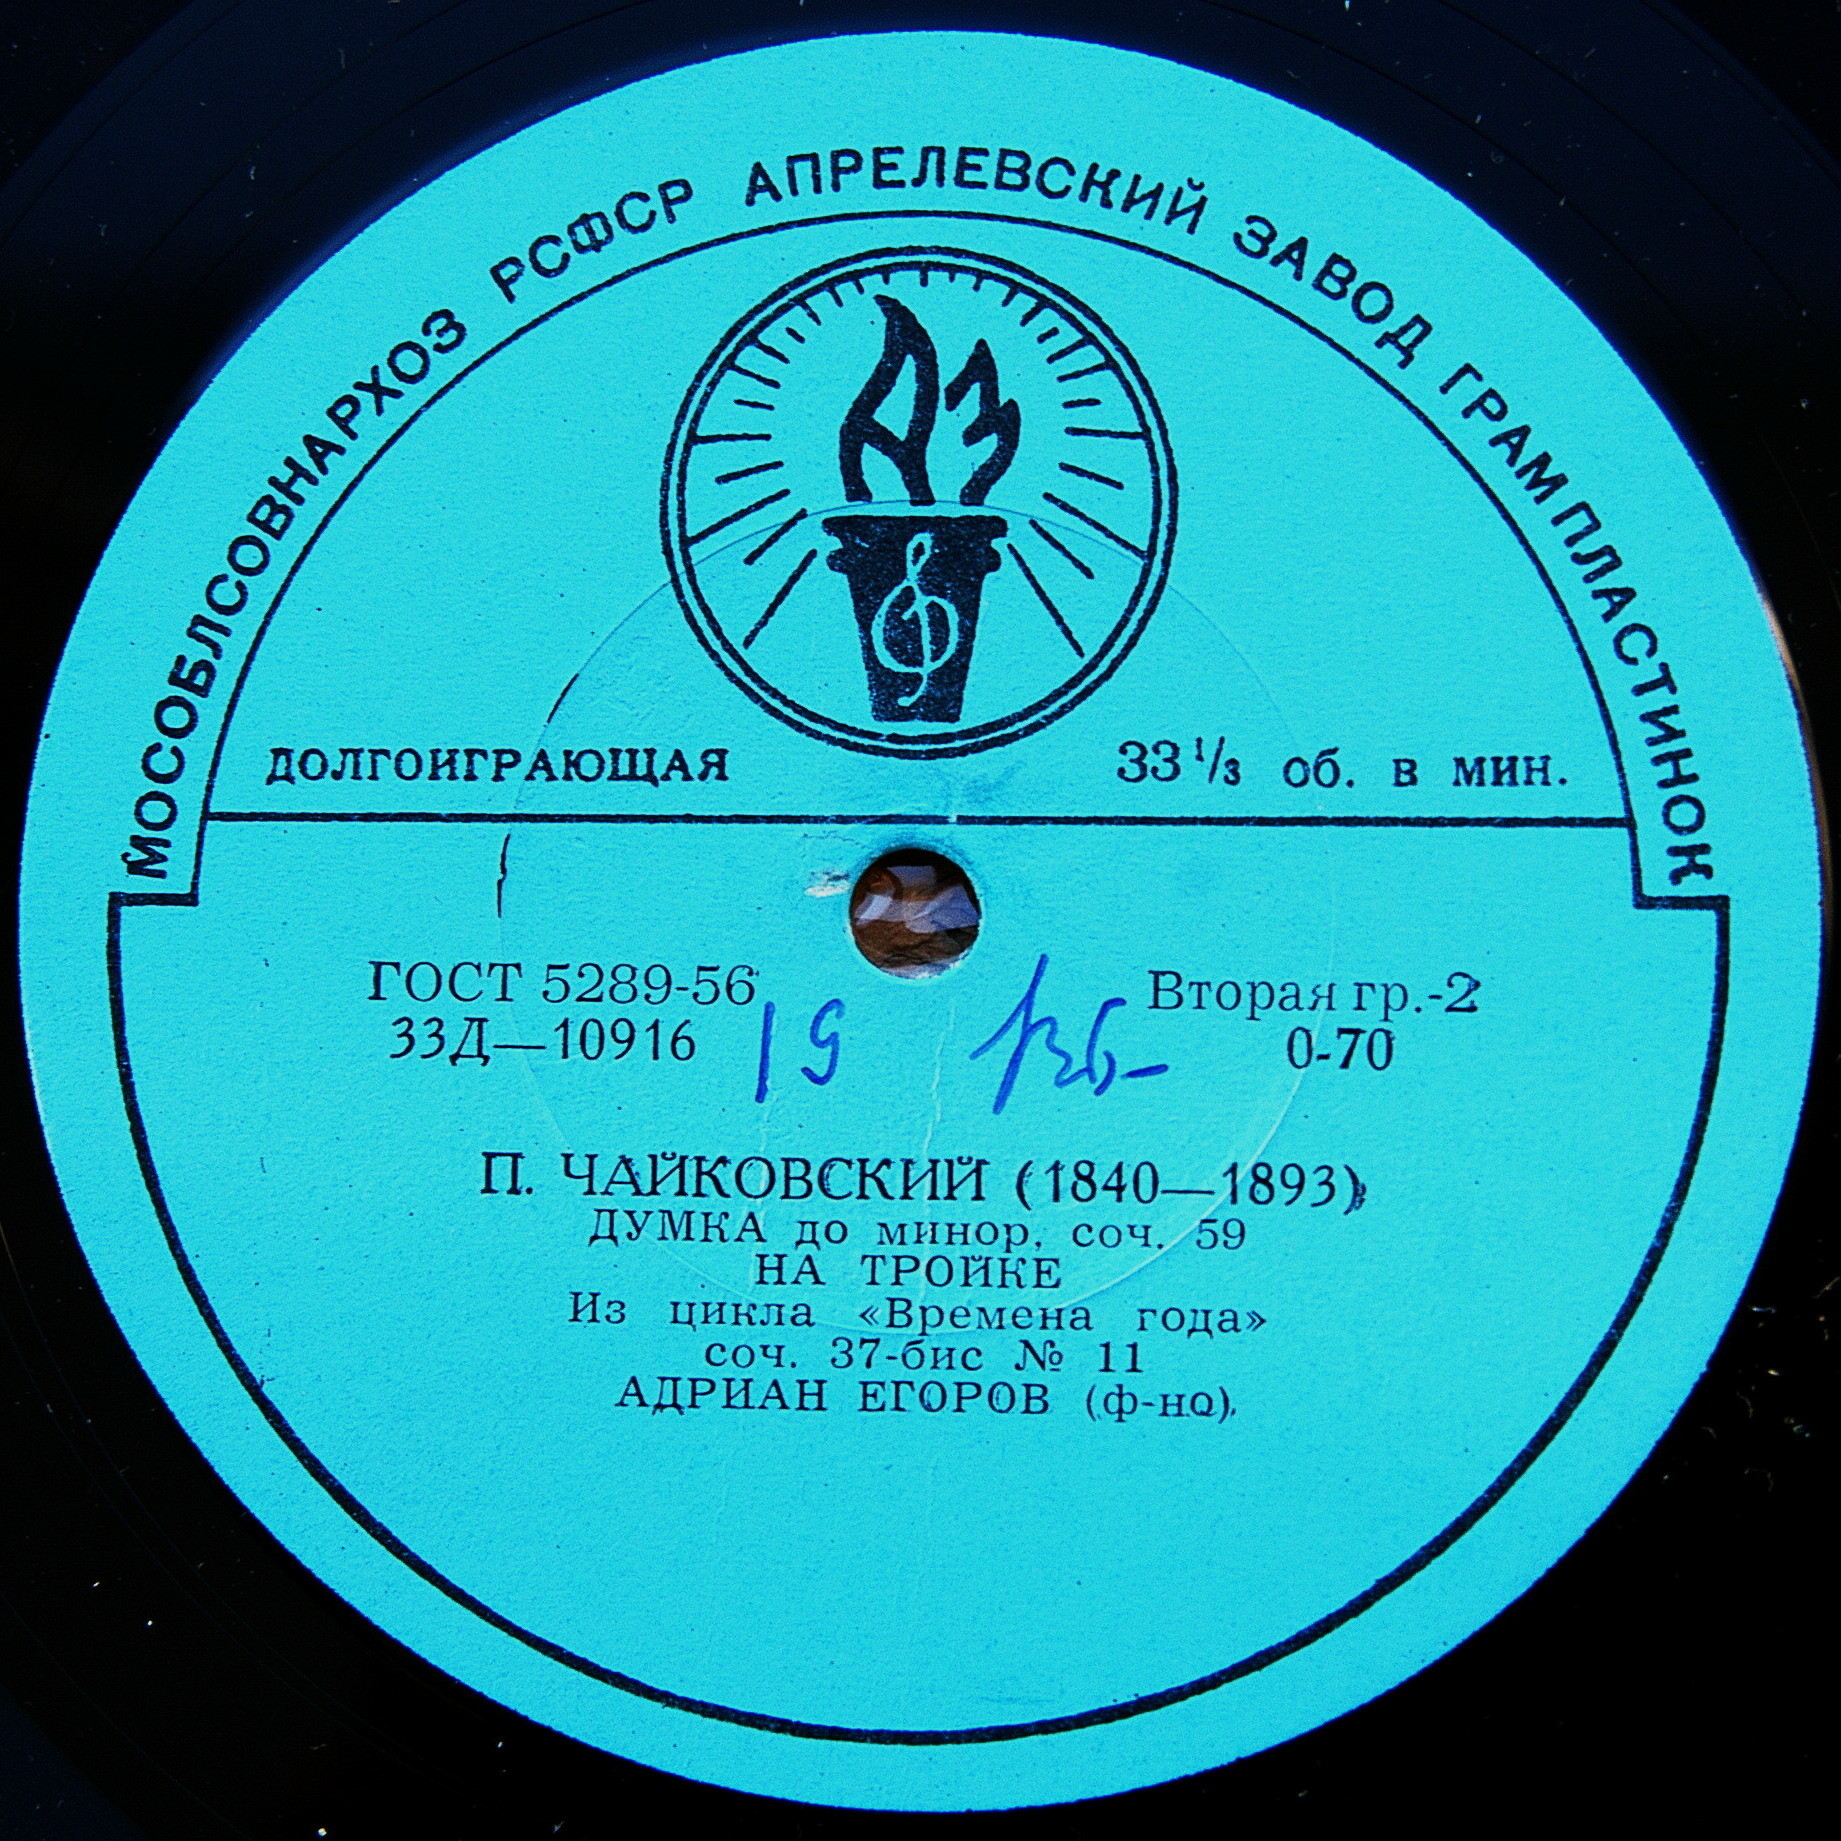 МОСОБЛСОВНАРХОЗ РСФСР АПРЕЛЕВСКИЙ ЗАВОД ГРАМПЛАСТИНОК
АЗ
ДОЛГОИГРАЮЩАЯ 33 1/3 об. в мин.
ГОСТ 5289-56 Вторая гр.-2
33Д—10916 0-70
19
П. ЧАЙКОВСКИЙ (1840—1893)
ДУМКА до минор, соч. 59
НА ТРОЙКЕ
Из цикла «Времена года»
соч. 37-бис № 11
АДРИАН ЕГОРОВ (ф-но)